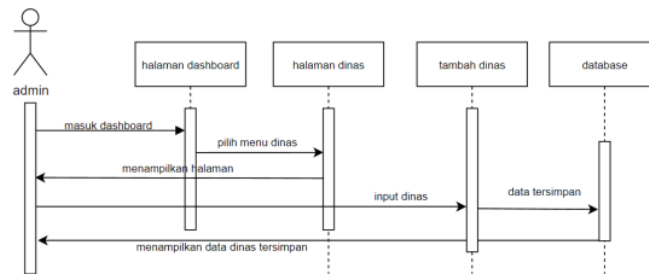 halaman dashboard
halaman dinas
tambah dinas
database
admin
masuk dashboard
pilih menu dinas
menampilkan halaman
input dinas
data tersimpan
menampilkan data dinas tersimpan